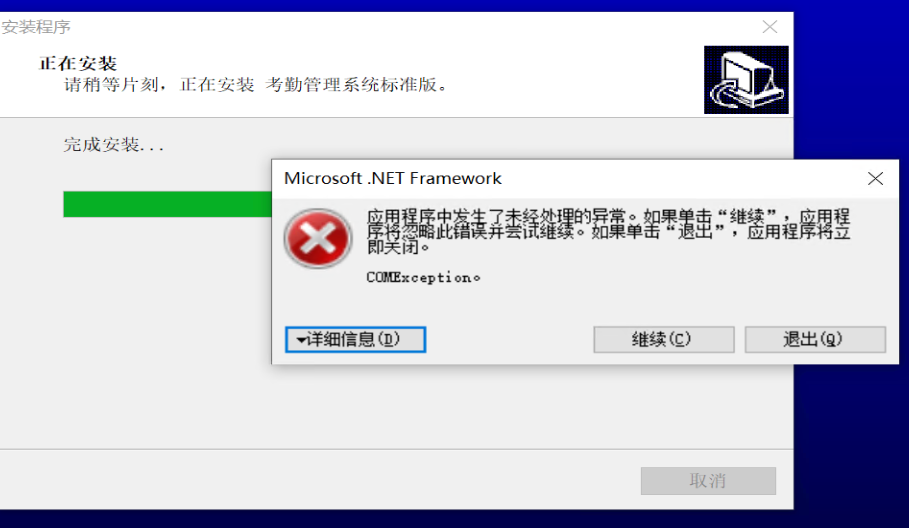 安装程序
正在安装
请稍等片刻，正在安装 考勤管理系统标准版。
完成安装...
Microsoft .NET Framework
应用程序中发生了未经处理的异常。如果单击“继续”，应用程
序将忽略此错误并尝试继续。如果单击“退出”，应用程序将立
即关闭。
COMException。
详细信息(D)
继续(C)
退出(Q)
取消